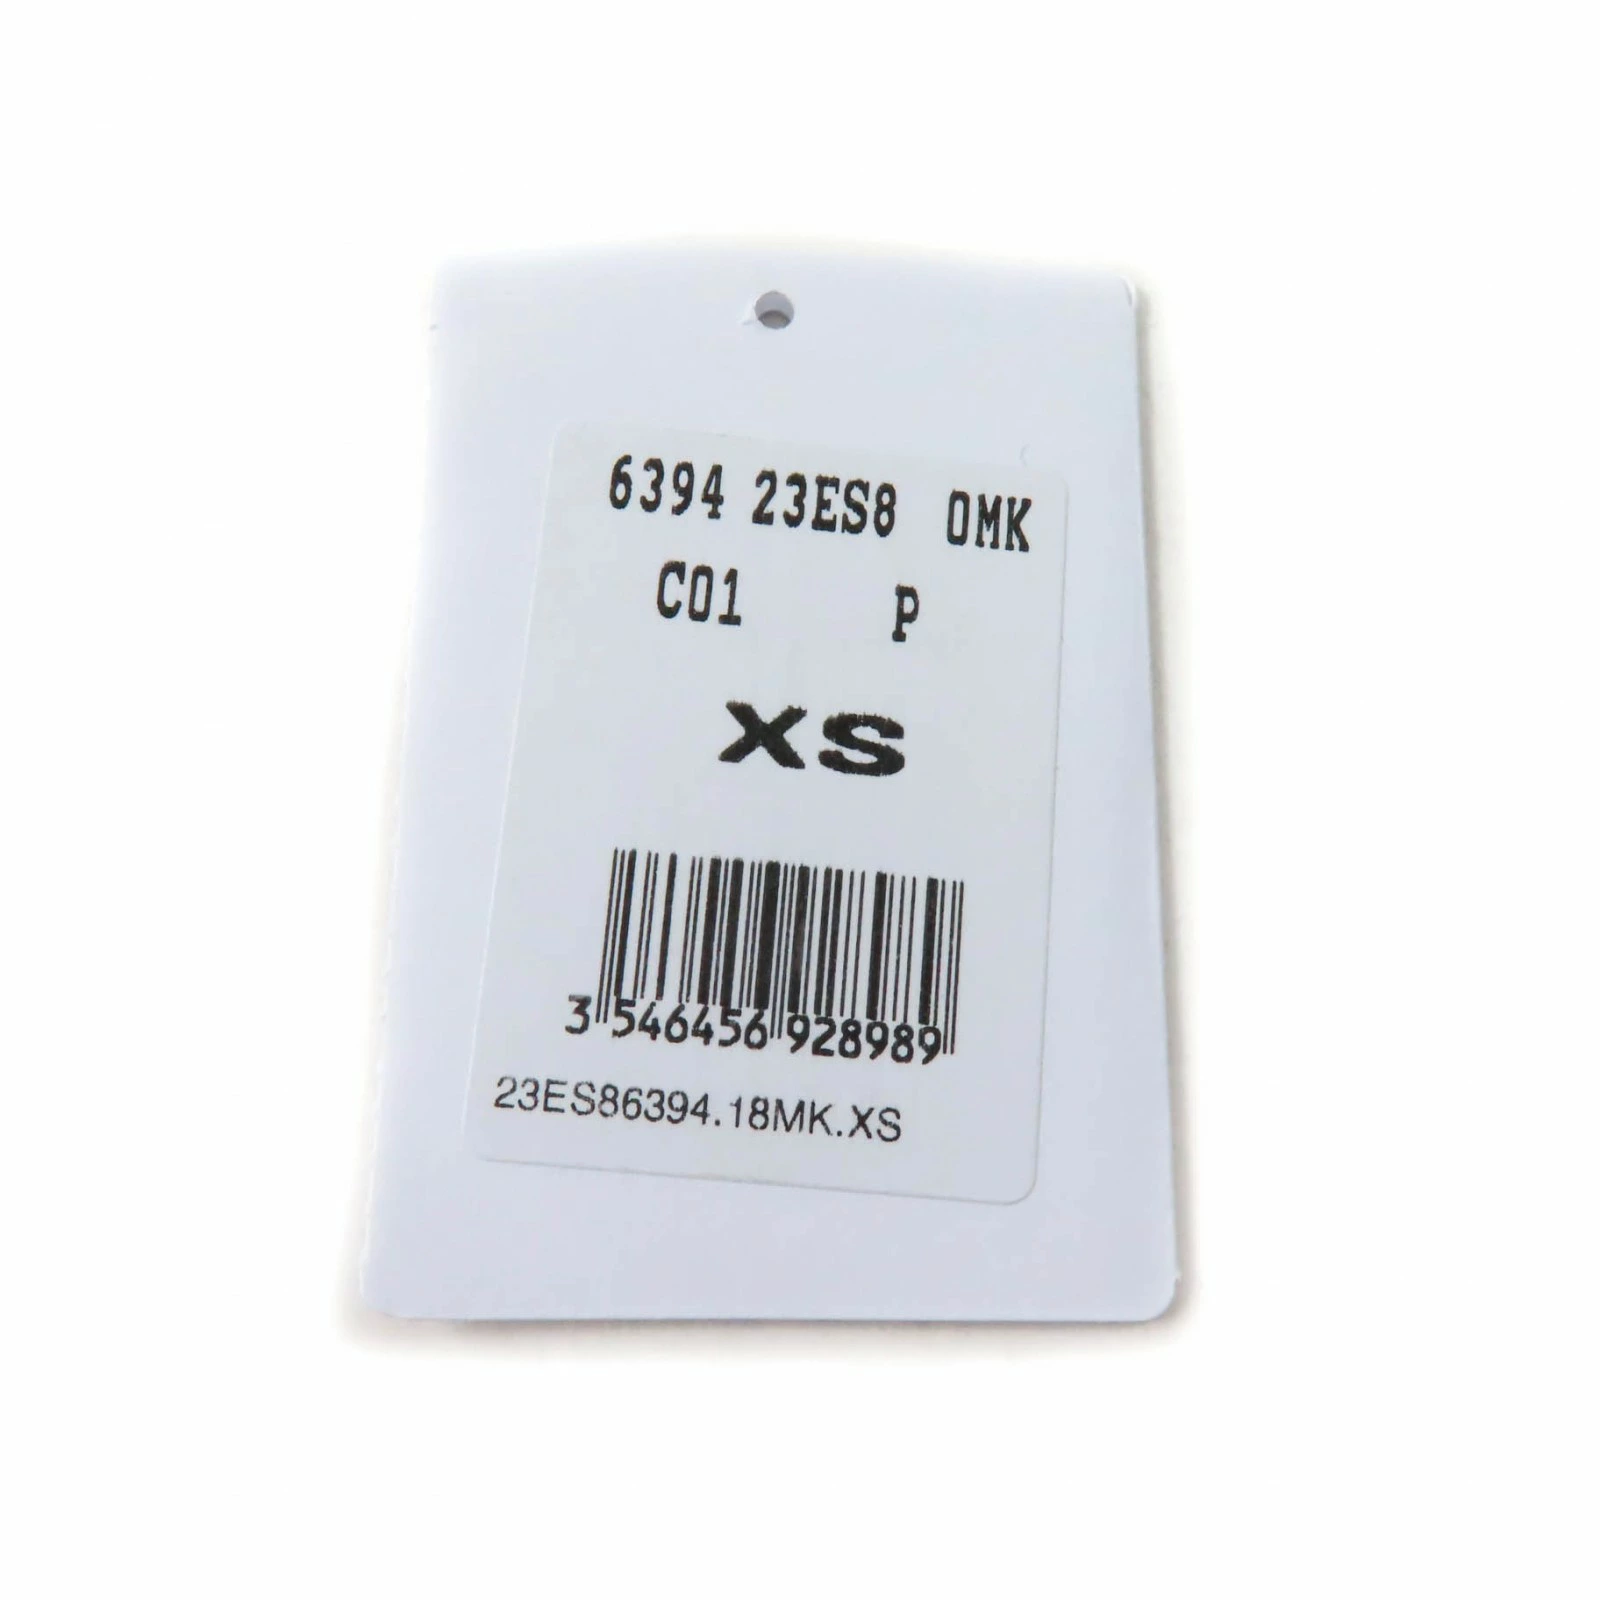 6394 23ES8 0MK
C01 P
XS
3 546456 928989
23ES86394.18MK.XS